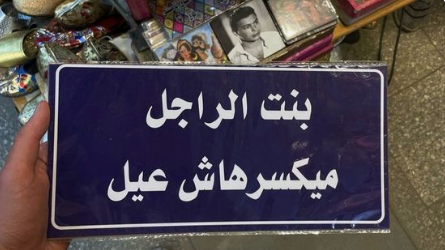 بنت الراجل
ميكسرهاش عيل